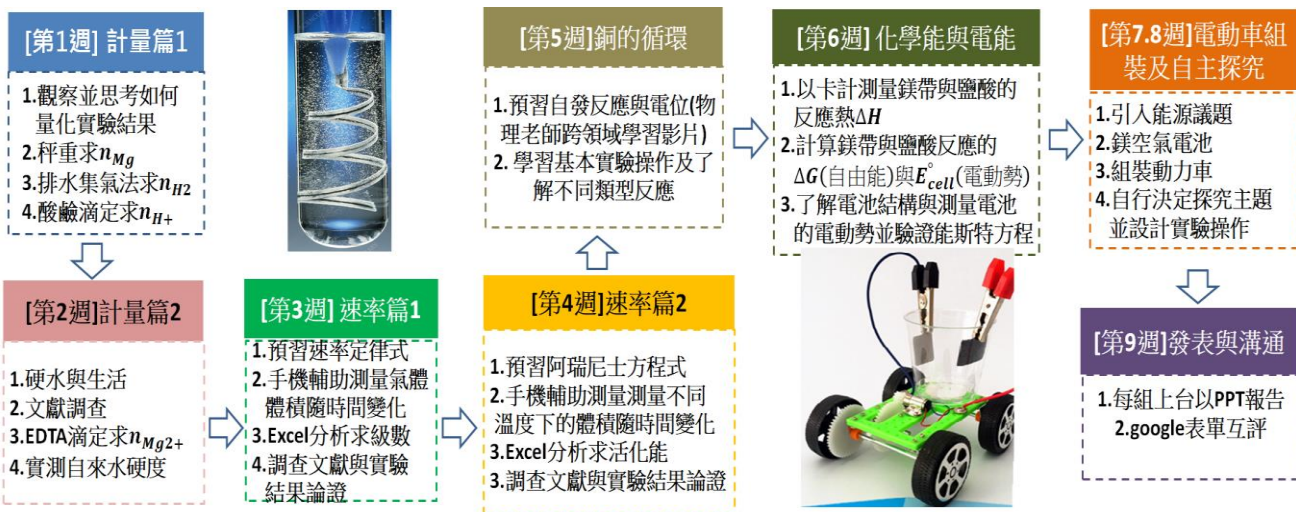 [第1週] 計量篇1
1.觀察並思考如何
量化實驗結果
2.秤重求n_Mg
3.排水集氣法求n_H2
4.酸鹼滴定求n_H+
[第2週]計量篇2
1.硬水與生活
2.文獻調查
3.EDTA滴定求n_Mg2+
4.實測自來水硬度
[第3週] 速率篇1
1.預習速率定律式
2.手機輔助測量氣體
體積隨時間變化
3.Excel分析求級數
4.調查文獻與實驗
結果論證
[第4週]速率篇2
1.預習阿瑞尼士方程式
2.手機輔助測量測量不同
溫度下的體積隨時間變化
3.Excel分析求活化能
3.調查文獻與實驗結果論證
[第5週]銅的循環
1.預習自發反應與電位(物
理老師跨領域學習影片)
2. 學習基本實驗操作及了
解不同類型反應
[第6週] 化學能與電能
1.以卡計測量鎂帶與鹽酸的
反應熱ΔH
2.計算鎂帶與鹽酸反應的
ΔG(自由能)與E°cell(電動勢)
3.了解電池結構與測量電池
的電動勢並驗證能斯特方程
[第7.8週]電動車組
裝及自主探究
1.引入能源議題
2.鎂空氣電池
3.組裝動力車
4.自行決定探究主題
並設計實驗操作
[第9週]發表與溝通
1.每組上台以PPT報告
2.google表單互評